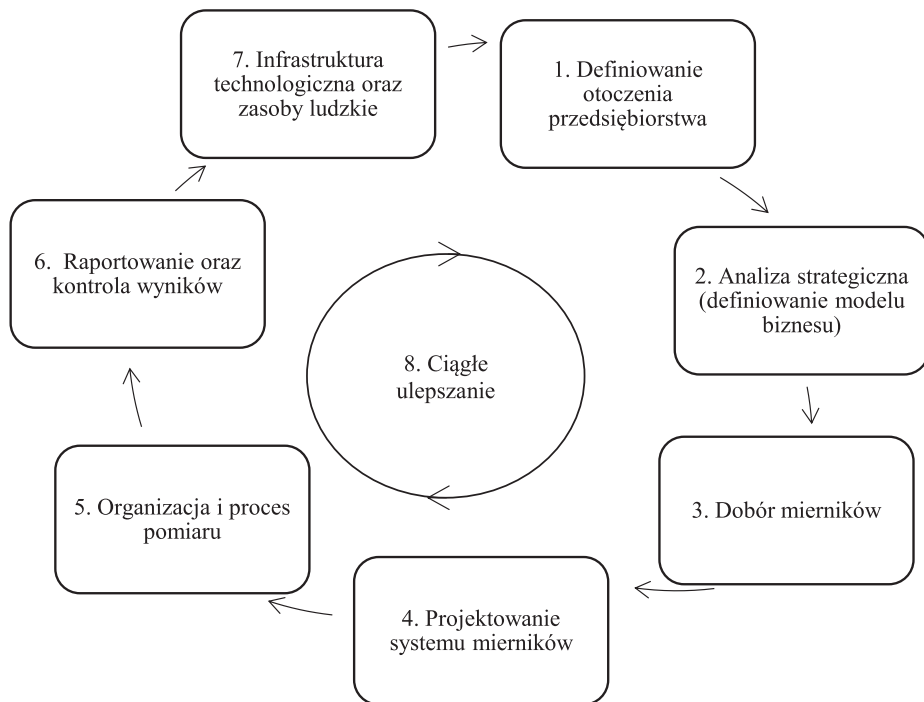 7. Infrastruktura
technologiczna oraz
zasoby ludzkie
1. Definiowanie
otoczenia
przedsiębiorstwa
2. Analiza strategiczna
(definiowanie modelu
biznesu)
3. Dobór mierników
4. Projektowanie
systemu mierników
5. Organizacja i proces
pomiaru
6. Raportowanie oraz
kontrola wyników
8. Ciągłe
ulepszanie